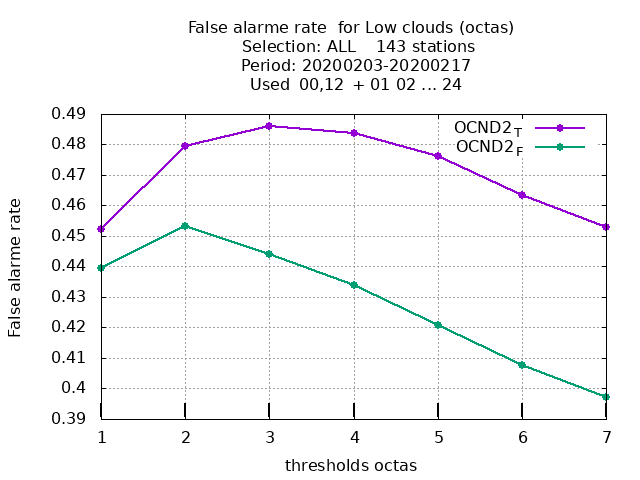 False alarme rate  for Low clouds (octas)
Selection: ALL    143 stations
Period: 20200203-20200217
Used  00,12  + 01 02 ... 24
0.49
OCND2T
0.48
OCND2F
0.47
0.46
0.45
0.44
0.43
0.42
0.41
0.4
0.39
False alarme rate
1 2 3 4 5 6 7
thresholds octas